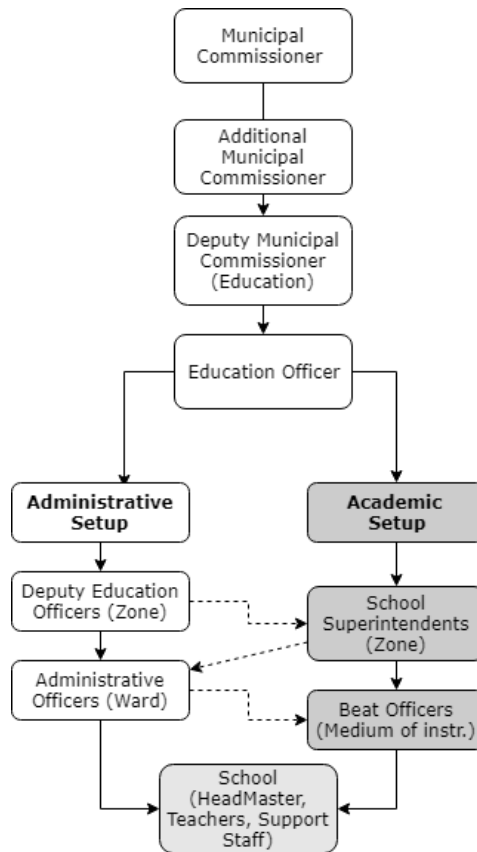 Municipal
Commissioner
Additional
Municipal
Commissioner
Deputy Municipal
Commissioner
(Education)
Education Officer
Administrative
Setup
Academic
Setup
Deputy Education
Officers (Zone)
School
Superintendents
(Zone)
Administrative
Officers (Ward)
Beat Officers
(Medium of instr.)
School
(HeadMaster,
Teachers, Support
Staff)